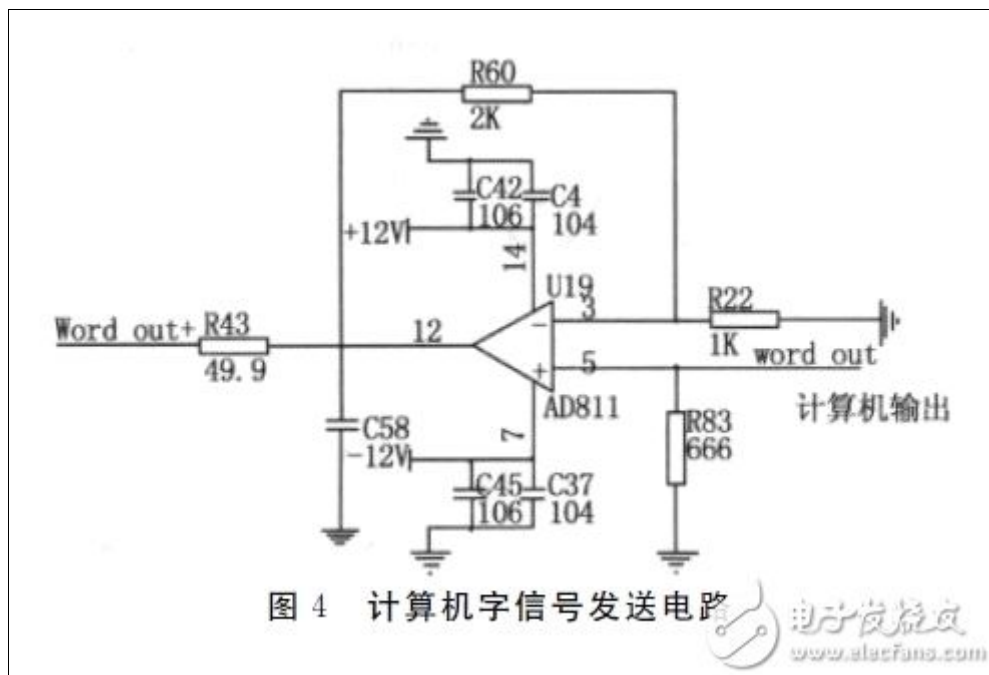 R60
2K
C42
106
C4
104
+12V
14
U19
3
R22
1K
Word out+
R43
49.9
12
5
word out
AD811
计算机输出
C58
-12V
7
R83
666
C45
106
C37
104
图 4 计算机字信号发送电路
电子发烧友
www.elecfans.com